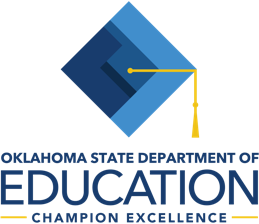 OKLAHOMA STATE DEPARTMENT OF
EDUCATION
CHAMPION EXCELLENCE